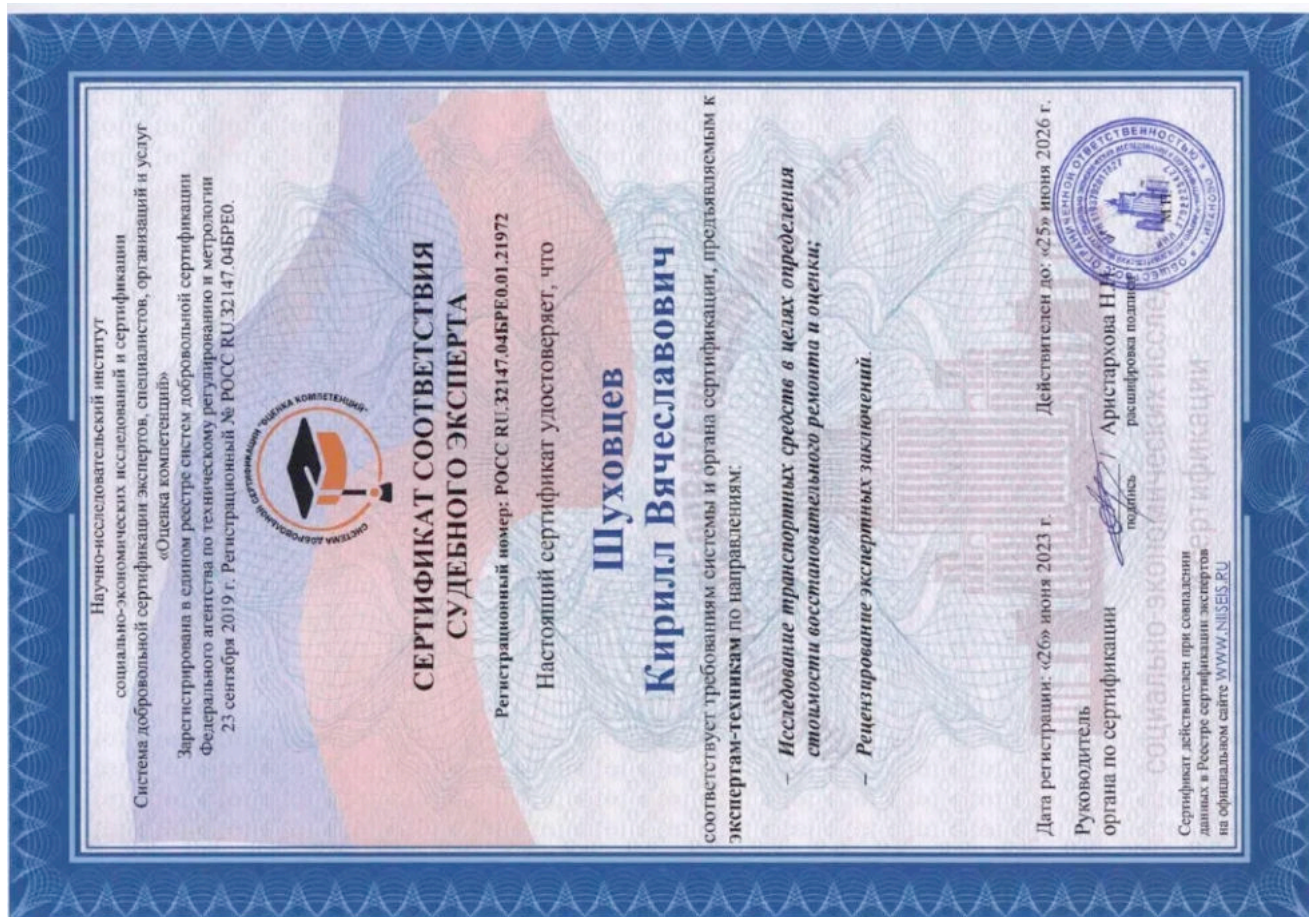 Научно-исследовательский институт
социально-экономических исследований и сертификации
Система добровольной сертификации экспертов, специалистов, организаций и услуг
«Оценка компетенций»
Зарегистрирована в едином реестре систем добровольной сертификации
Федерального агентства по техническому регулированию и метрологии
23 сентября 2019 г. Регистрационный № РОСС RU.32147.04БРЕ0.
СИСТЕМА ДОБРОВОЛЬНОЙ СЕРТИФИКАЦИИ "ОЦЕНКА КОМПЕТЕНЦИЙ"
СЕРТИФИКАТ СООТВЕТСТВИЯ
СУДЕБНОГО ЭКСПЕРТА
Регистрационный номер: РОСС RU.32147.04БРЕ0.01.21972
Настоящий сертификат удостоверяет, что
Шуховцев
Кирилл Вячеславович
соответствует требованиям системы и органа сертификации, предъявляемым к
экспертам-техникам по направлениям:
– Исследование транспортных средств в целях определения
стоимости восстановительного ремонта и оценки;
– Рецензирование экспертных заключений.
Дата регистрации: «26» июня 2023 г. Действителен до: «25» июня 2026 г.
Руководитель
органа по сертификации Аристархова Н.
подпись расшифровка подписи
М.П.
Сертификат действителен при совпадении
данных в Реестре сертификации экспертов
на официальном сайте WWW.NIISEIS.RU